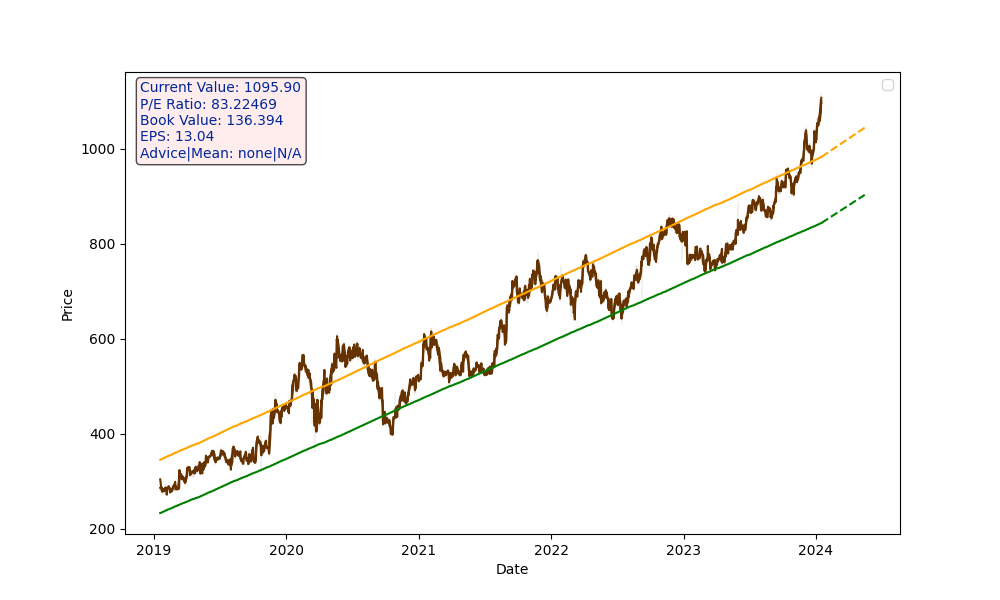 Current Value: 1095.90
P/E Ratio: 83.22469
Book Value: 136.394
EPS: 13.04
Advice|Mean: none|N/A
Price
1000
800
600
400
200
2019 2020 2021 2022 2023 2024
Date